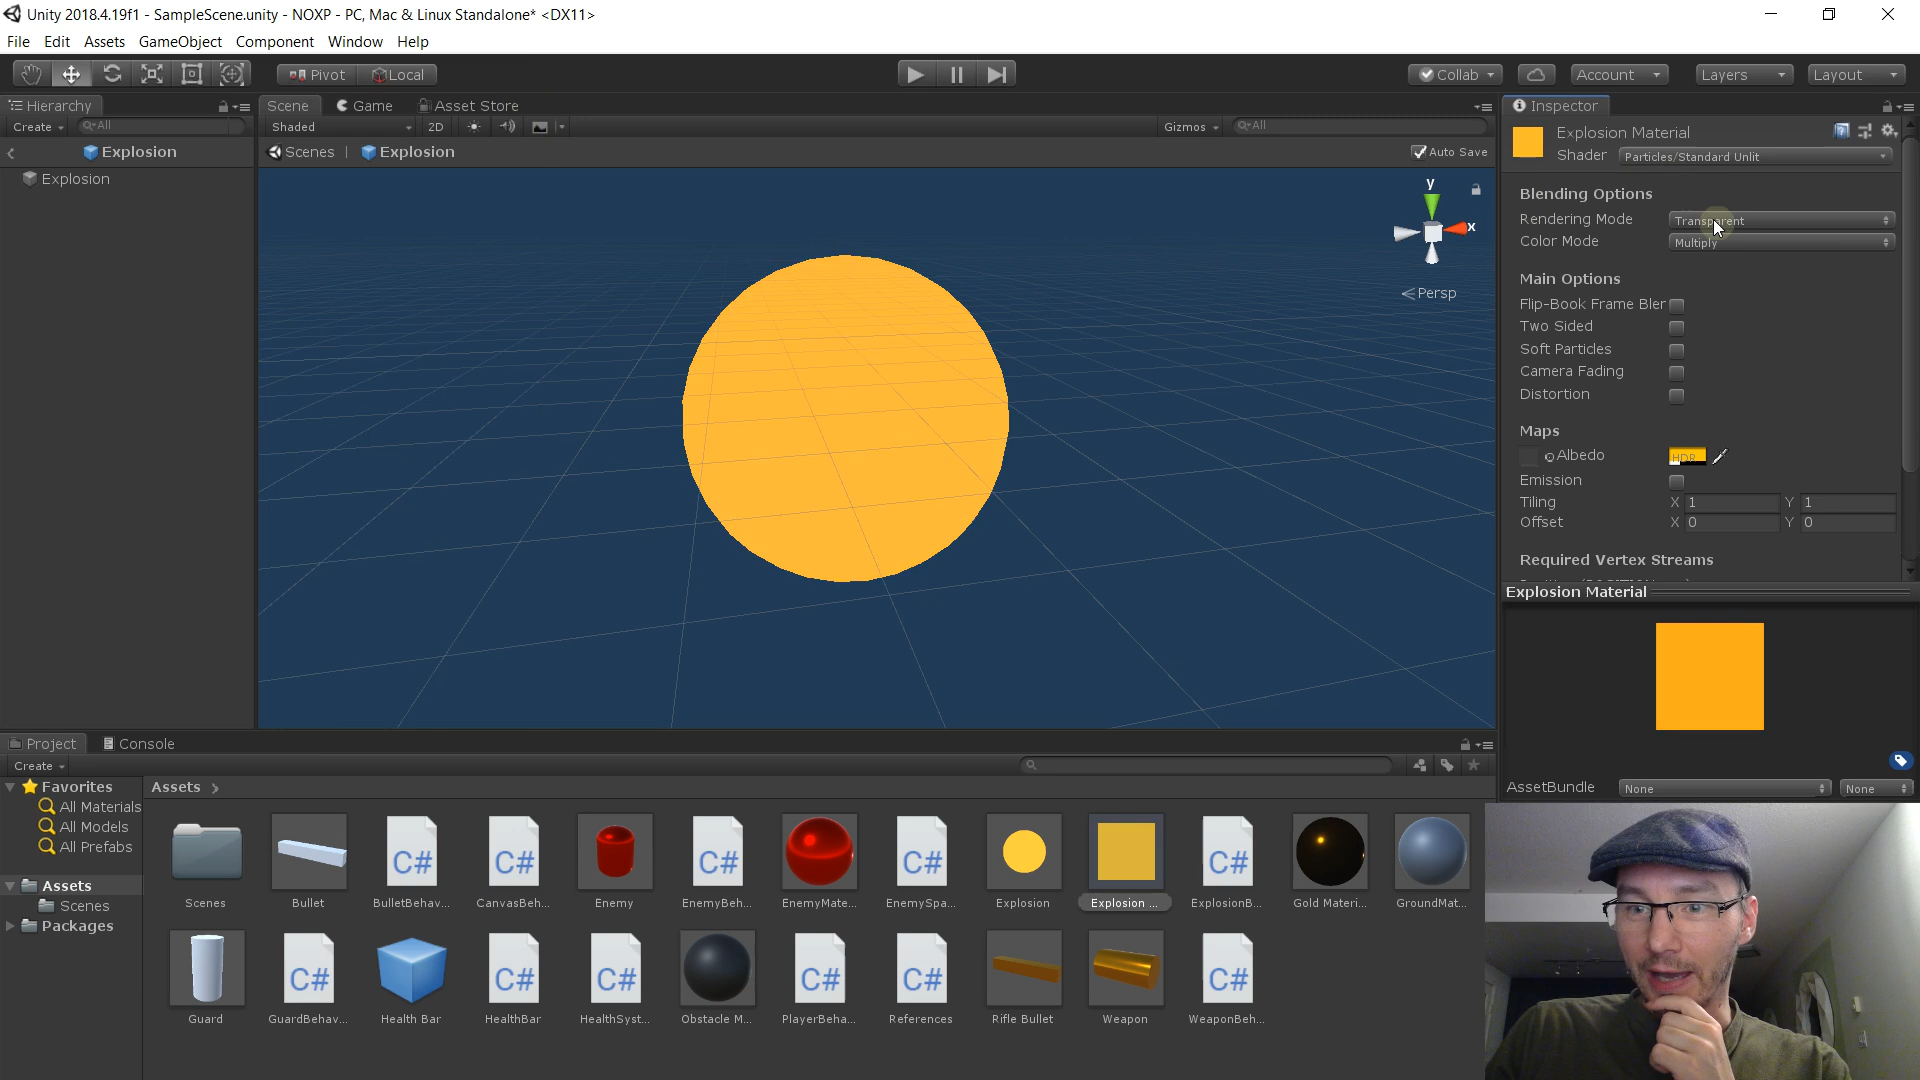 Unity 2018.4.19f1 - SampleScene.unity - NOXP - PC, Mac & Linux Standalone* <DX11>
File Edit Assets GameObject Component Window Help
Pivot Local Collab Account Layers Layout
Hierarchy
Create All
Explosion
Explosion
Scene Game Asset Store
Shaded 2D Gizmos All
Scenes | Explosion Auto Save
y
x
Persp
Inspector
Explosion Material
Shader Particles/Standard Unlit
Blending Options
Rendering Mode Transparent
Color Mode Multiply
Main Options
Flip-Book Frame Bler
Two Sided
Soft Particles
Camera Fading
Distortion
Maps
Albedo HDR
Emission
Tiling X 1 Y 1
Offset X 0 Y 0
Required Vertex Streams
Explosion Material
AssetBundle None None
Project Console
Create
Favorites
All Materials
All Models
All Prefabs
Assets
Scenes
Packages
Assets
C# C# C# C# C#
Scenes Bullet BulletBehav... CanvasBeh... Enemy EnemyBeh... EnemyMate... EnemySpa... Explosion Explosion ... ExplosionB... Gold Materi... GroundMat...
C# C# C# C# C# C#
Guard GuardBehav... Health Bar HealthBar HealthSyst... Obstacle M... PlayerBeha... References Rifle Bullet Weapon WeaponBeh...